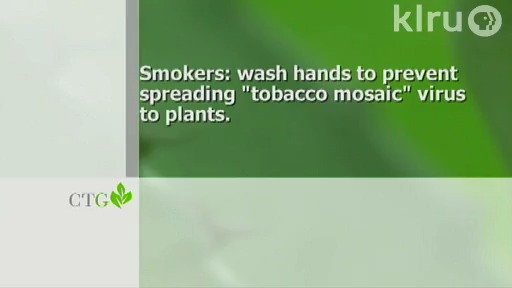 klru
Smokers: wash hands to prevent
spreading "tobacco mosaic" virus
to plants.
CTG